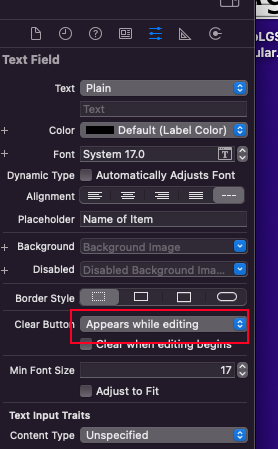 Text Field
Text Plain
Text
+ Color Default (Label Color)
+ Font System 17.0 T
Dynamic Type Automatically Adjusts Font
Alignment ---
Placeholder Name of Item
+ Background Background Image
+ Disabled Disabled Background Ima...
Border Style
Clear Button Appears while editing
Clear when editing begins
Min Font Size 17
Adjust to Fit
Text Input Traits
Content Type Unspecified